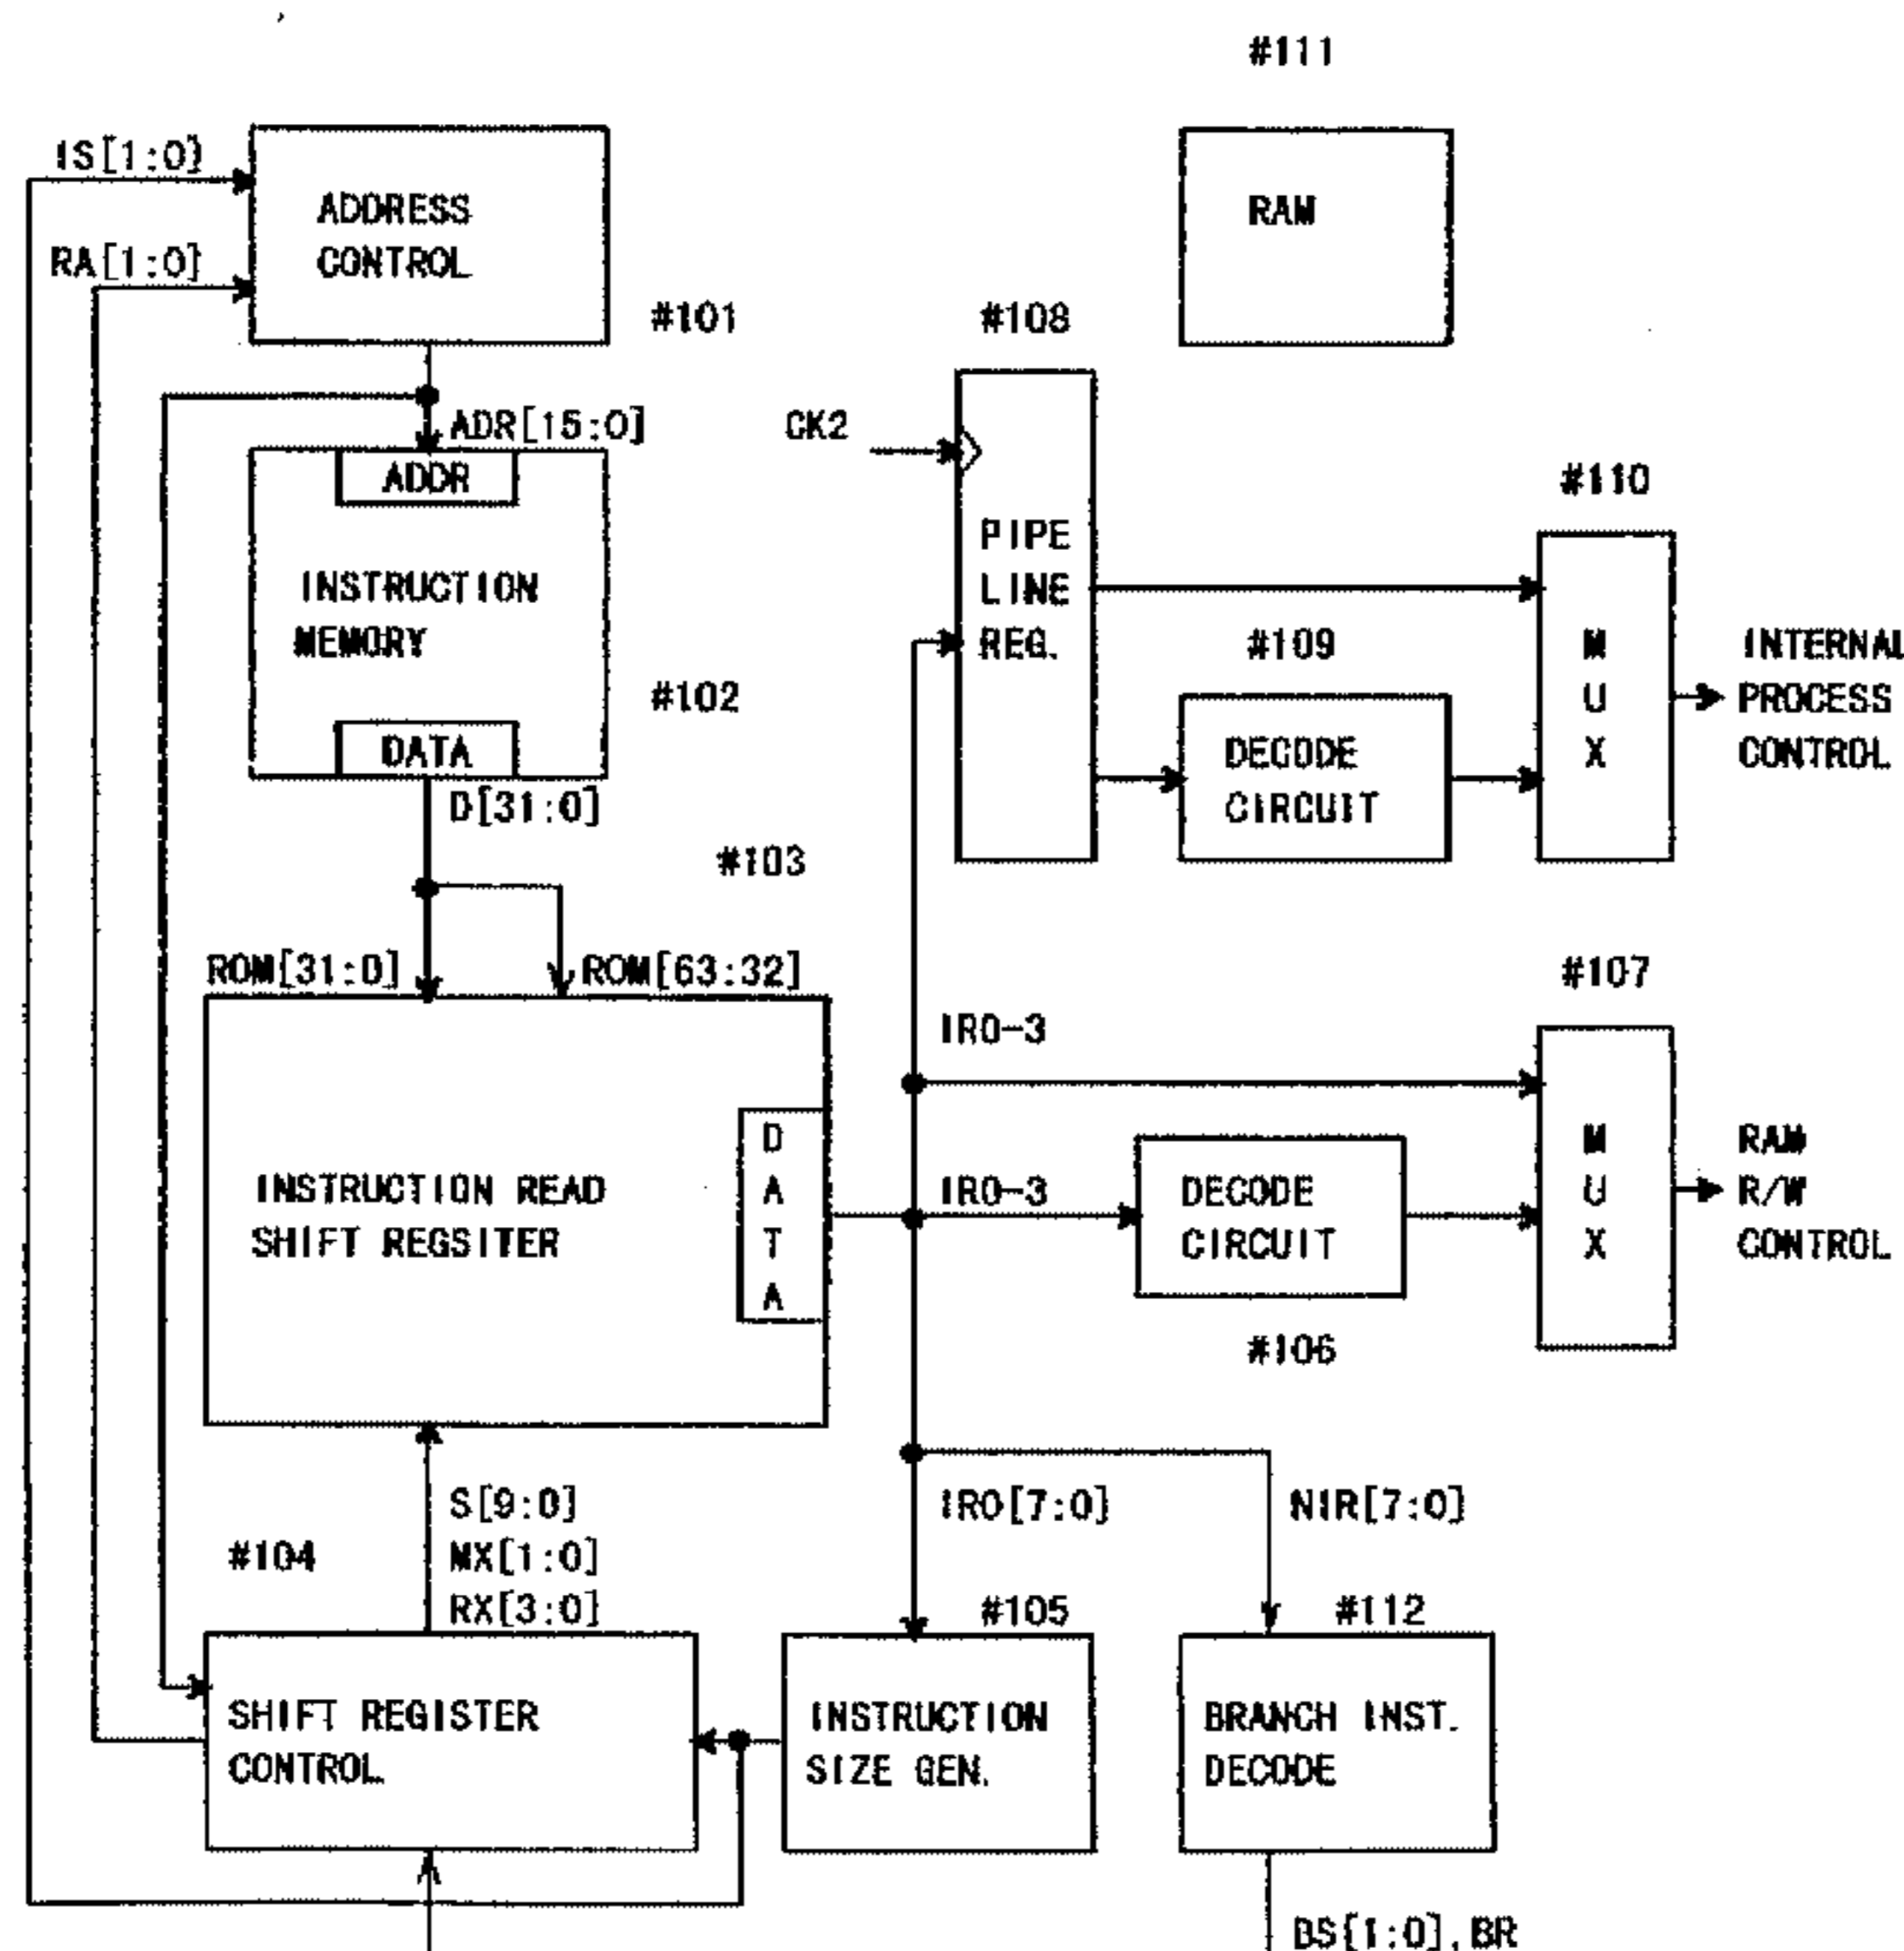 #111
IS[1:0]
ADDRESS
CONTROL
RA[1:0]
#101
RAM
#108
ADR[15:0]
ADDR
INSTRUCTION
MEMORY
#102
DATA
D[31:0]
CK2
PIPE
LINE
REG.
#110
#109
DECODE
CIRCUIT
M
U
X
INTERNAL
PROCESS
CONTROL
#103
ROM[31:0]
ROM[63:32]
#107
IR0-3
INSTRUCTION READ
SHIFT REGSITER
D
A
T
A
IR0-3
DECODE
CIRCUIT
#106
M
U
X
RAM
R/W
CONTROL
S[9:0]
MX[1:0]
RX[3:0]
#104
IR0[7:0]
NIR[7:0]
#105
#112
SHIFT REGISTER
CONTROL
INSTRUCTION
SIZE GEN.
BRANCH INST.
DECODE
DS[1:0],BR